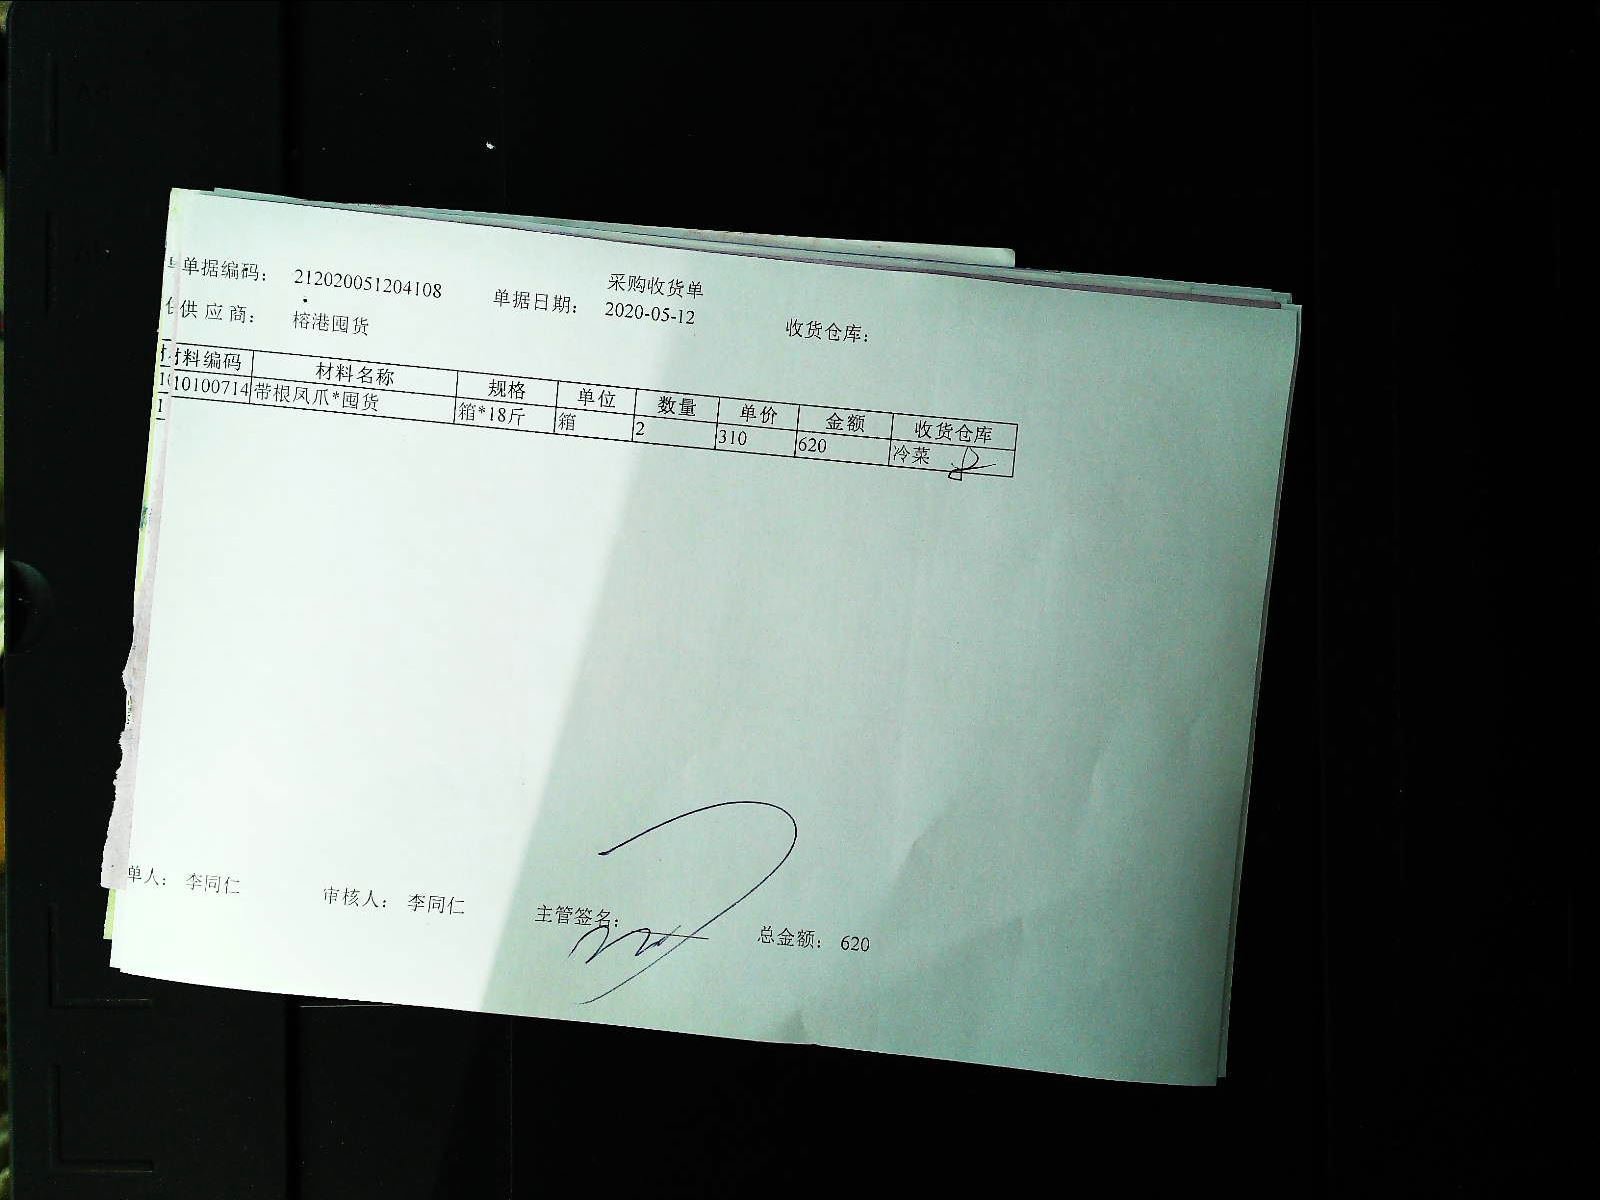 采购收货单
单据编码： 212020051204108 单据日期： 2020-05-12 收货仓库：
供应商： 榕港囤货
材料编码 材料名称 规格 单位 数量 单价 金额 收货仓库
10100714 带根凤爪*囤货 箱*18斤 箱 2 310 620 冷菜
单人： 李同仁 审核人： 李同仁 主管签名： 总金额： 620